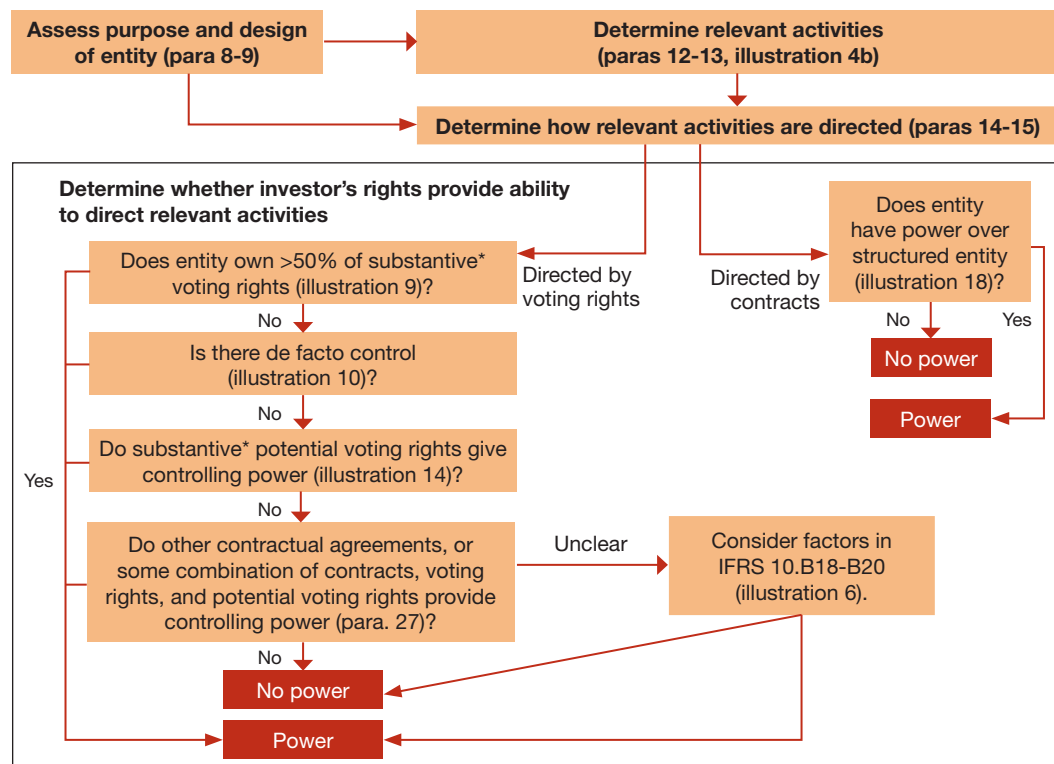 Assess purpose and design
of entity (para 8-9)
Determine relevant activities
(paras 12-13, illustration 4b)
Determine how relevant activities are directed (paras 14-15)
Determine whether investor's rights provide ability
to direct relevant activities
Does entity
have power over
structured entity
(illustration 18)?
Does entity own >50% of substantive*
voting rights (illustration 9)?
Directed by
voting rights
Directed by
contracts
No
Yes
No power
Power
No
Is there de facto control
(illustration 10)?
No
Do substantive* potential voting rights give
controlling power (illustration 14)?
Yes
No
Do other contractual agreements, or
some combination of contracts, voting
rights, and potential voting rights provide
controlling power (para. 27)?
Unclear
Consider factors in
IFRS 10.B18-B20
(illustration 6).
No
No power
Power